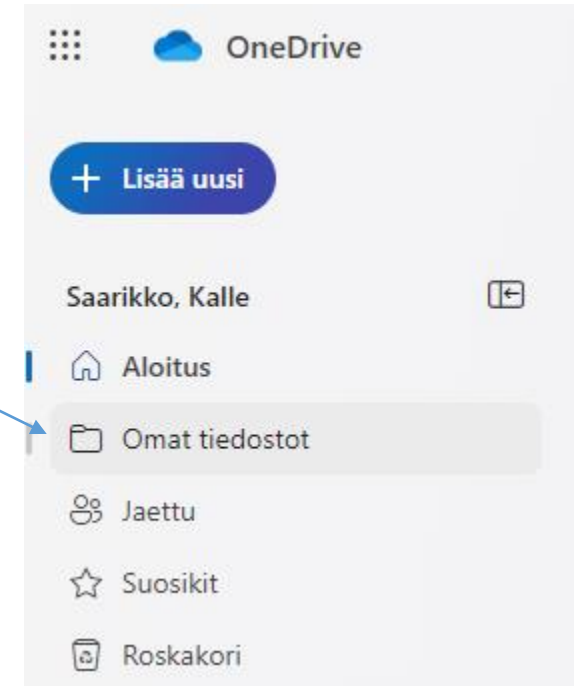 OneDrive
Lisää uusi
Saarikko, Kalle
Aloitus
Omat tiedostot
Jaettu
Suosikit
Roskakori